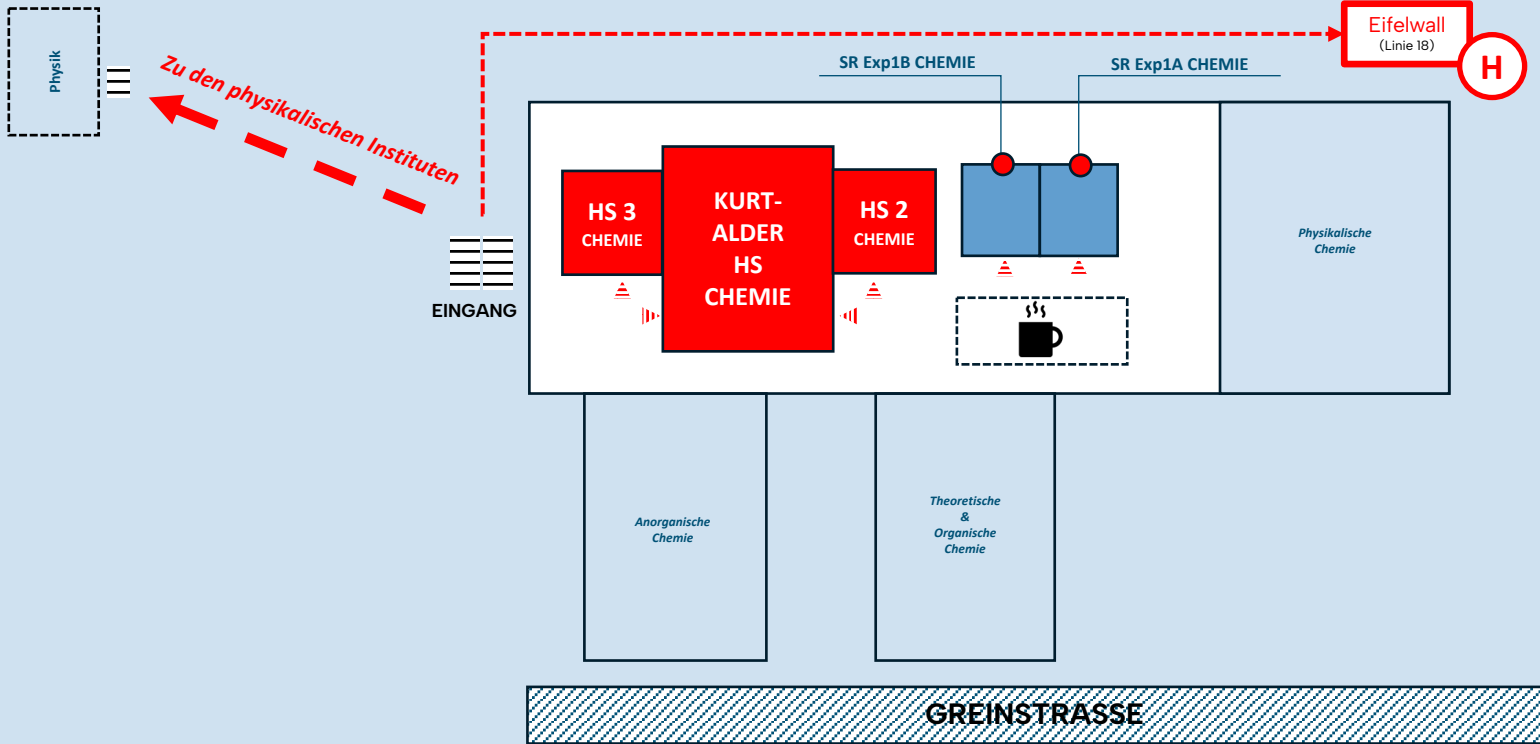 Physik
Zu den physikalischen Instituten
Eifelwall
(Linie 18)
H
SR Exp1B CHEMIE
SR Exp1A CHEMIE
HS 3
CHEMIE
KURT-
ALDER
HS
CHEMIE
HS 2
CHEMIE
Physikalische
Chemie
EINGANG
Anorganische
Chemie
Theoretische
&
Organische
Chemie
GREINSTRASSE